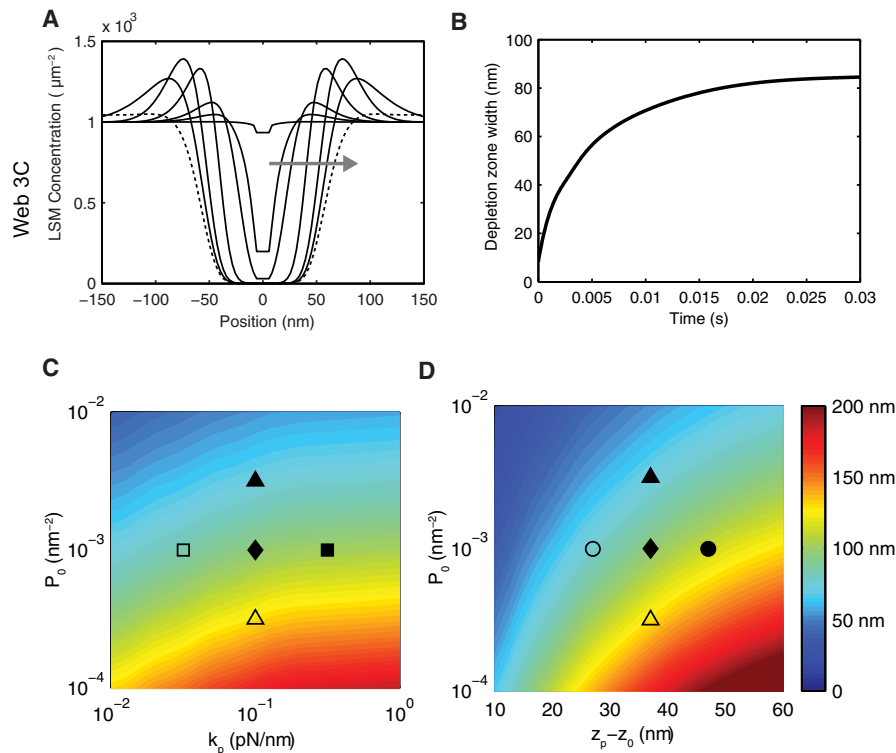 A
x 10³
1.5
1
0.5
0
LSM Concentration ( μm⁻²)
Web 3C
−150 −100 −50 0 50 100 150
Position (nm)
B
100
80
60
40
20
0
Depletion zone width (nm)
0 0.005 0.01 0.015 0.02 0.025 0.03
Time (s)
C
10⁻²
10⁻³
10⁻⁴
P₀ (nm⁻²)
10⁻² 10⁻¹ 10⁰
kₚ (pN/nm)
D
10⁻²
10⁻³
10⁻⁴
P₀ (nm⁻²)
10 20 30 40 50 60
zₚ−z₀ (nm)
200 nm
150 nm
100 nm
50 nm
0